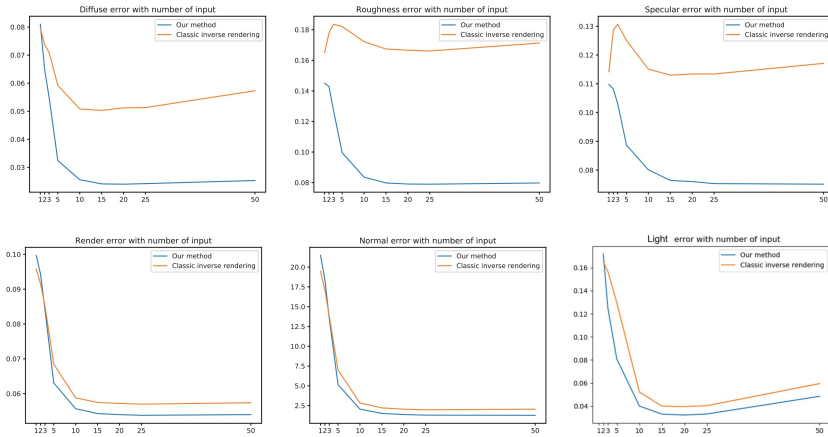 Diffuse error with number of input
0.08
0.07
0.06
0.05
0.04
0.03
Our method
Classic inverse rendering
1 2 3 5 10 15 20 25 50
Roughness error with number of input
0.18
0.16
0.14
0.12
0.10
0.08
Our method
Classic inverse rendering
1 2 3 5 10 15 20 25 50
Specular error with number of input
0.13
0.12
0.11
0.10
0.09
0.08
Our method
Classic inverse rendering
1 2 3 5 10 15 20 25 50
Render error with number of input
0.10
0.09
0.08
0.07
0.06
Our method
Classic inverse rendering
1 2 3 5 10 15 20 25 50
Normal error with number of input
20.0
17.5
15.0
12.5
10.0
7.5
5.0
2.5
Our method
Classic inverse rendering
1 2 3 5 10 15 20 25 50
Light error with number of input
0.16
0.14
0.12
0.10
0.08
0.06
0.04
Our method
Classic inverse rendering
1 2 3 5 10 15 20 25 50